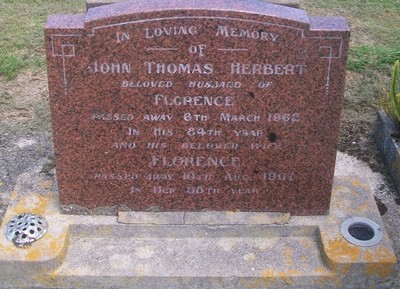 IN LOVING MEMORY
OF
JOHN THOMAS HERBERT
BELOVED HUSBAND OF
FLORENCE
PASSED AWAY 6TH MARCH 1962
IN HIS 84TH YEAR
AND HIS BELOVED WIFE
FLORENCE
PASSED AWAY 10TH AUG. 1967
IN HER 88TH YEAR